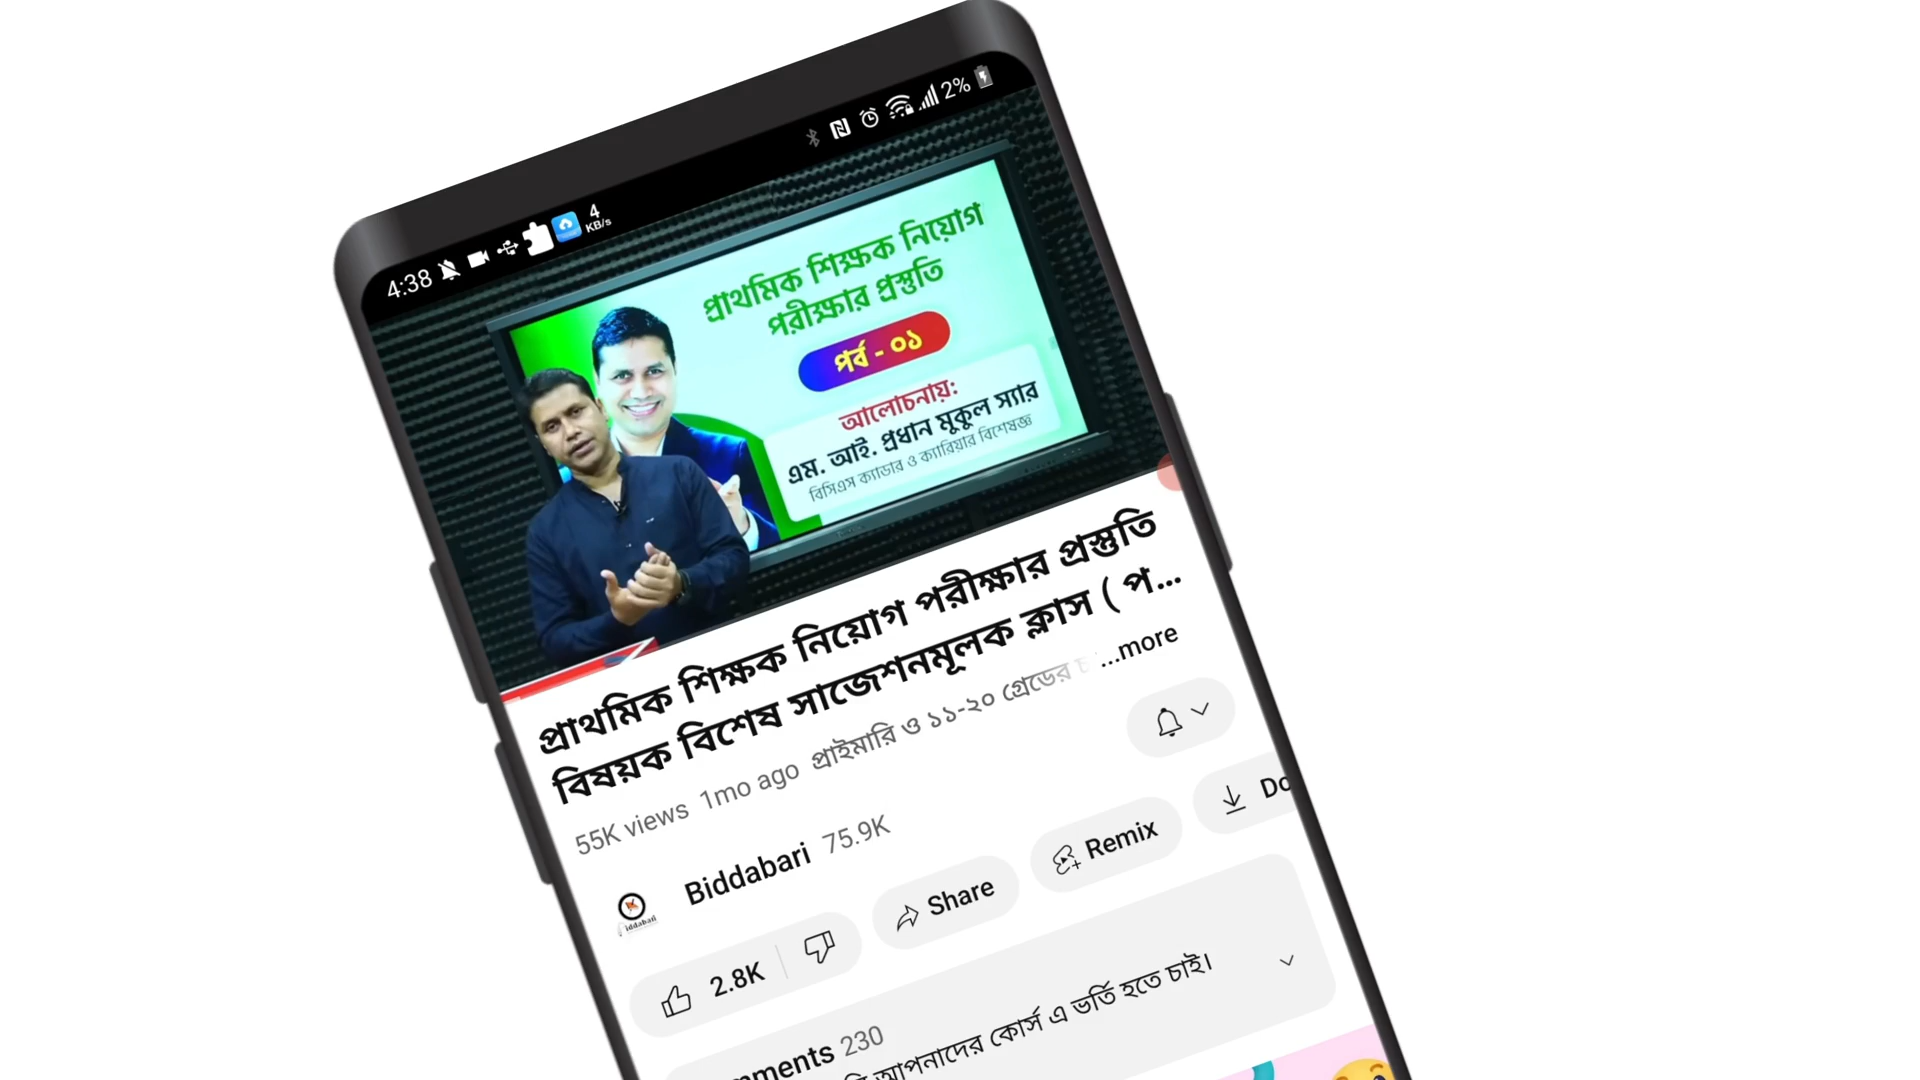 4:38
4
KB/s
2%
প্রাথমিক শিক্ষক নিয়োগ
পরীক্ষার প্রস্তুতি
পর্ব - ০১
আলোচনায়:
এম. আই. প্রধান মুকুল স্যার
বিসিএস ক্যাডার ও ক্যারিয়ার বিশেষজ্ঞ
প্রাথমিক শিক্ষক নিয়োগ পরীক্ষার প্রস্তুতি
বিষয়ক বিশেষ সাজেশনমূলক ক্লাস ( প...
55K views 1mo ago প্রাইমারি ও ১১-২০ গ্রেডের ...more
Biddabari 75.9K
iddabari
2.8K
Share
Remix
Do
mments 230
আপনাদের কোর্স এ ভর্তি হতে চাই।